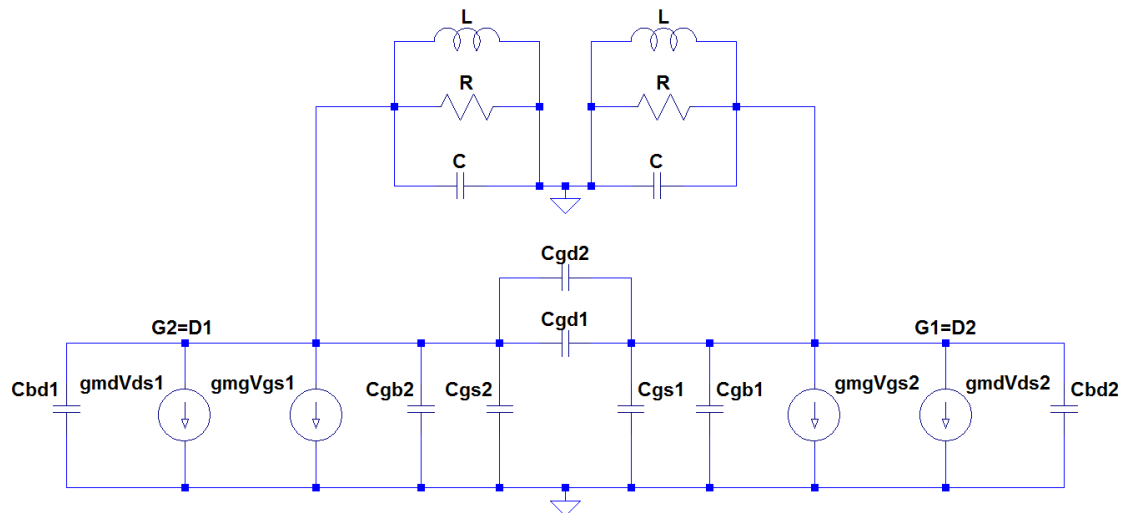 L
L
R
R
C
C
Cgd2
Cgd1
G2=D1
G1=D2
Cbd1
gmdVds1
gmgVgs1
Cgb2
Cgs2
Cgs1
Cgb1
gmgVgs2
gmdVds2
Cbd2